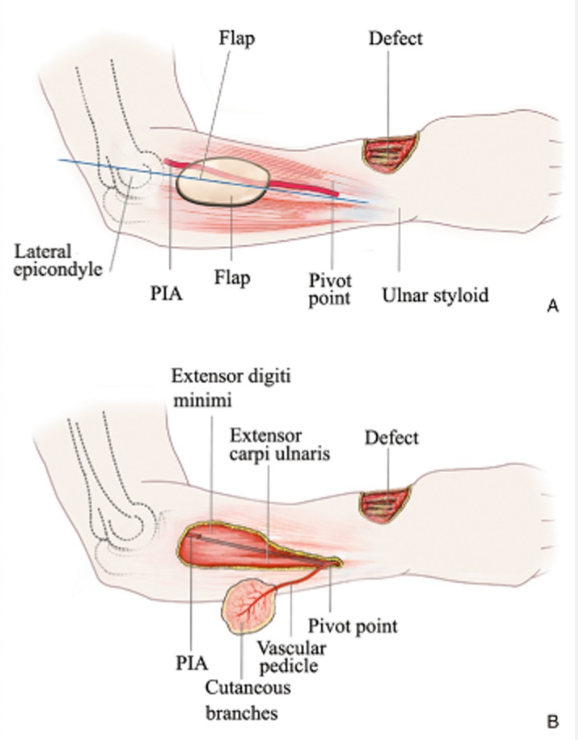 Flap
Defect
Lateral
epicondyle
PIA
Flap
Pivot
point
Ulnar styloid
A
Extensor digiti
minimi
Extensor
carpi ulnaris
Defect
Pivot point
Vascular
pedicle
PIA
Cutaneous
branches
B